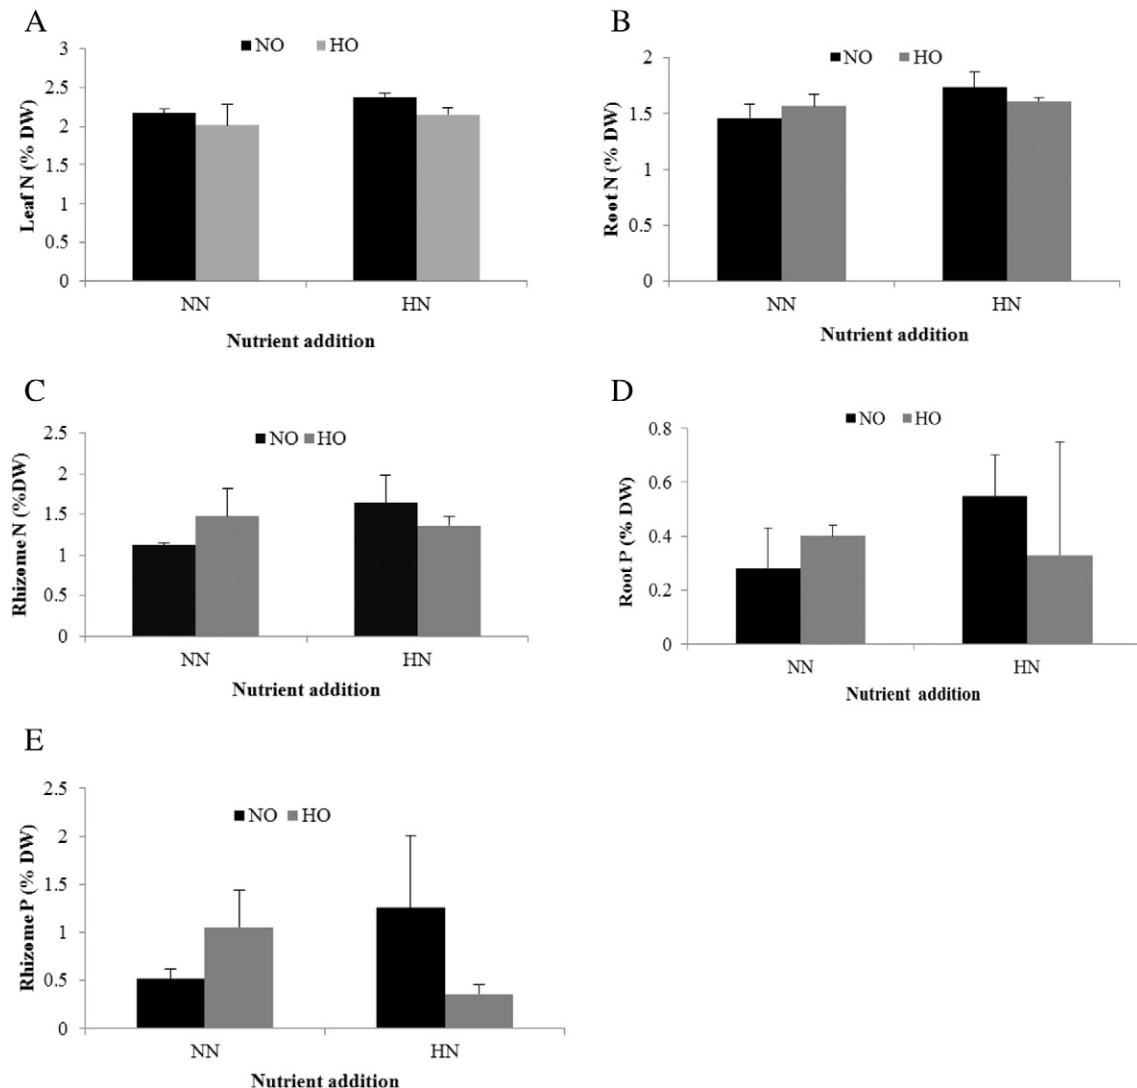 A
NO HO
3
2.5
2
1.5
1
0.5
0
Leaf N (% DW)
NN HN
Nutrient addition
B
NO HO
2
1.5
1
0.5
0
Root N (% DW)
NN HN
Nutrient addition
C
NO HO
2.5
2
1.5
1
0.5
0
Rhizome N (%DW)
NN HN
Nutrient addition
D
NO HO
0.8
0.6
0.4
0.2
0
Root P (% DW)
NN HN
Nutrient addition
E
NO HO
2.5
2
1.5
1
0.5
0
Rhizome P (% DW)
NN HN
Nutrient addition